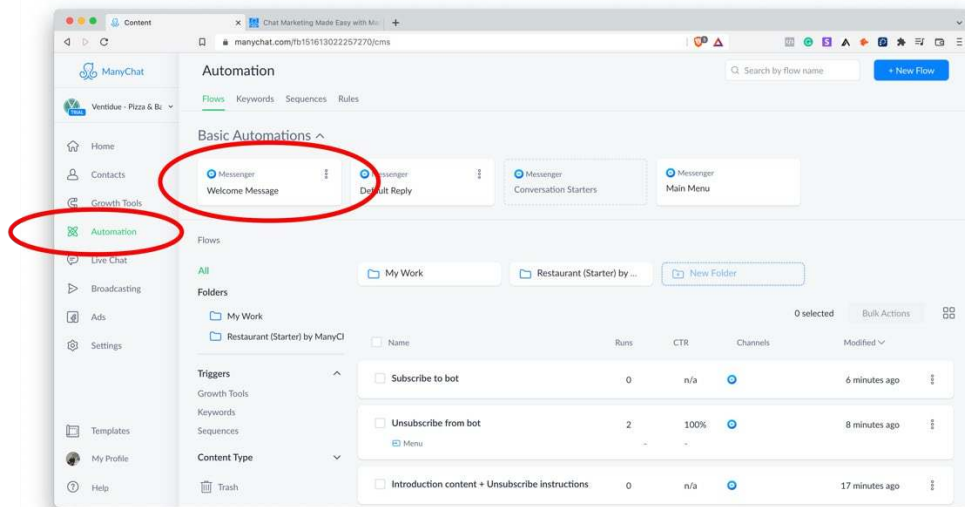 Content
Chat Marketing Made Easy with Ma
manychat.com/fb151613022257270/cms
ManyChat
Automation
Search by flow name
+ New Flow
TRIAL
Ventidue - Pizza & Ba
Flows Keywords Sequences Rules
Basic Automations
Home
Contacts
Growth Tools
Automation
Live Chat
Broadcasting
Ads
Settings
Templates
My Profile
Help
Messenger
Welcome Message
Messenger
Default Reply
Messenger
Conversation Starters
Messenger
Main Menu
Flows
All
Folders
My Work
Restaurant (Starter) by ManyCl
Triggers
Growth Tools
Keywords
Sequences
Content Type
Trash
My Work
Restaurant (Starter) by ...
New Folder
0 selected
Bulk Actions
Name Runs CTR Channels Modified
Subscribe to bot 0 n/a 6 minutes ago
Unsubscribe from bot 2 100% 8 minutes ago
Menu - -
Introduction content + Unsubscribe instructions 0 n/a 17 minutes ago